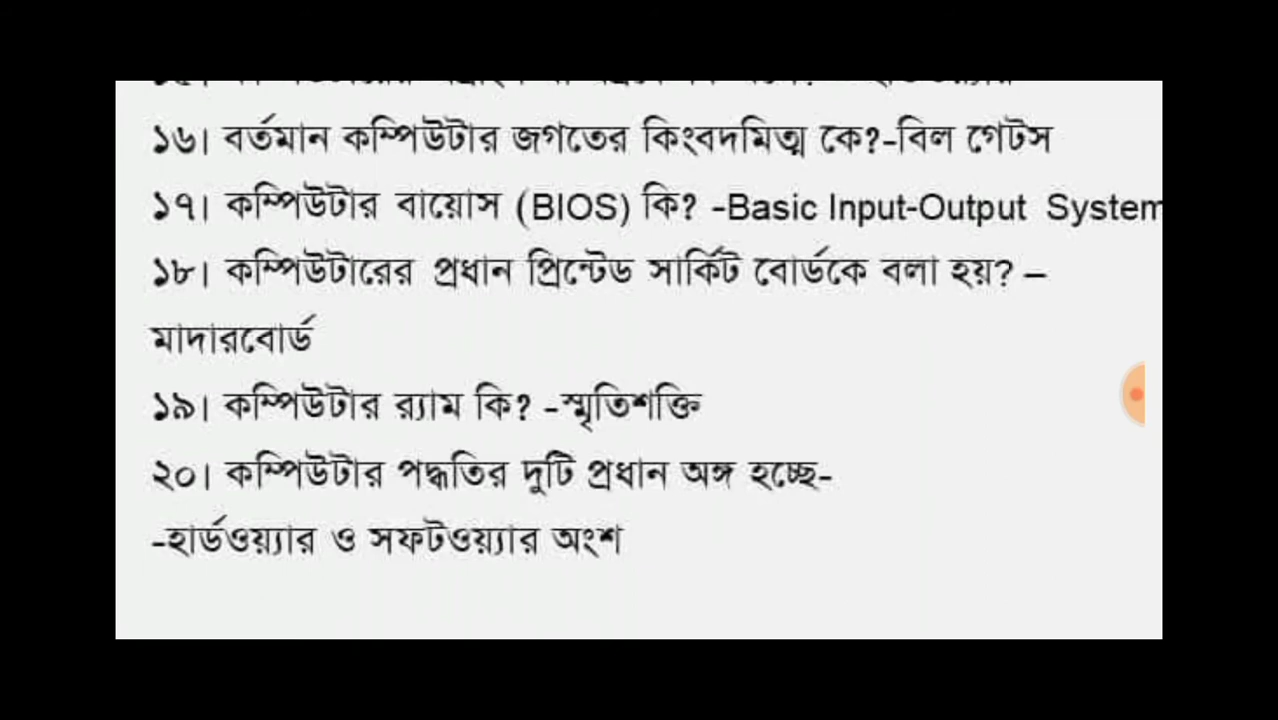 ১৬। বর্তমান কম্পিউটার জগতের কিংবদমিত্ম কে?-বিল গেটস
১৭। কম্পিউটার বায়োস (BIOS) কি? -Basic Input-Output System
১৮। কম্পিউটারের প্রধান প্রিন্টেড সার্কিট বোর্ডকে বলা হয়? –
মাদারবোর্ড
১৯। কম্পিউটার র‍্যাম কি? -স্মৃতিশক্তি
২০। কম্পিউটার পদ্ধতির দুটি প্রধান অঙ্গ হচ্ছে-
-হার্ডওয়্যার ও সফটওয়্যার অংশ